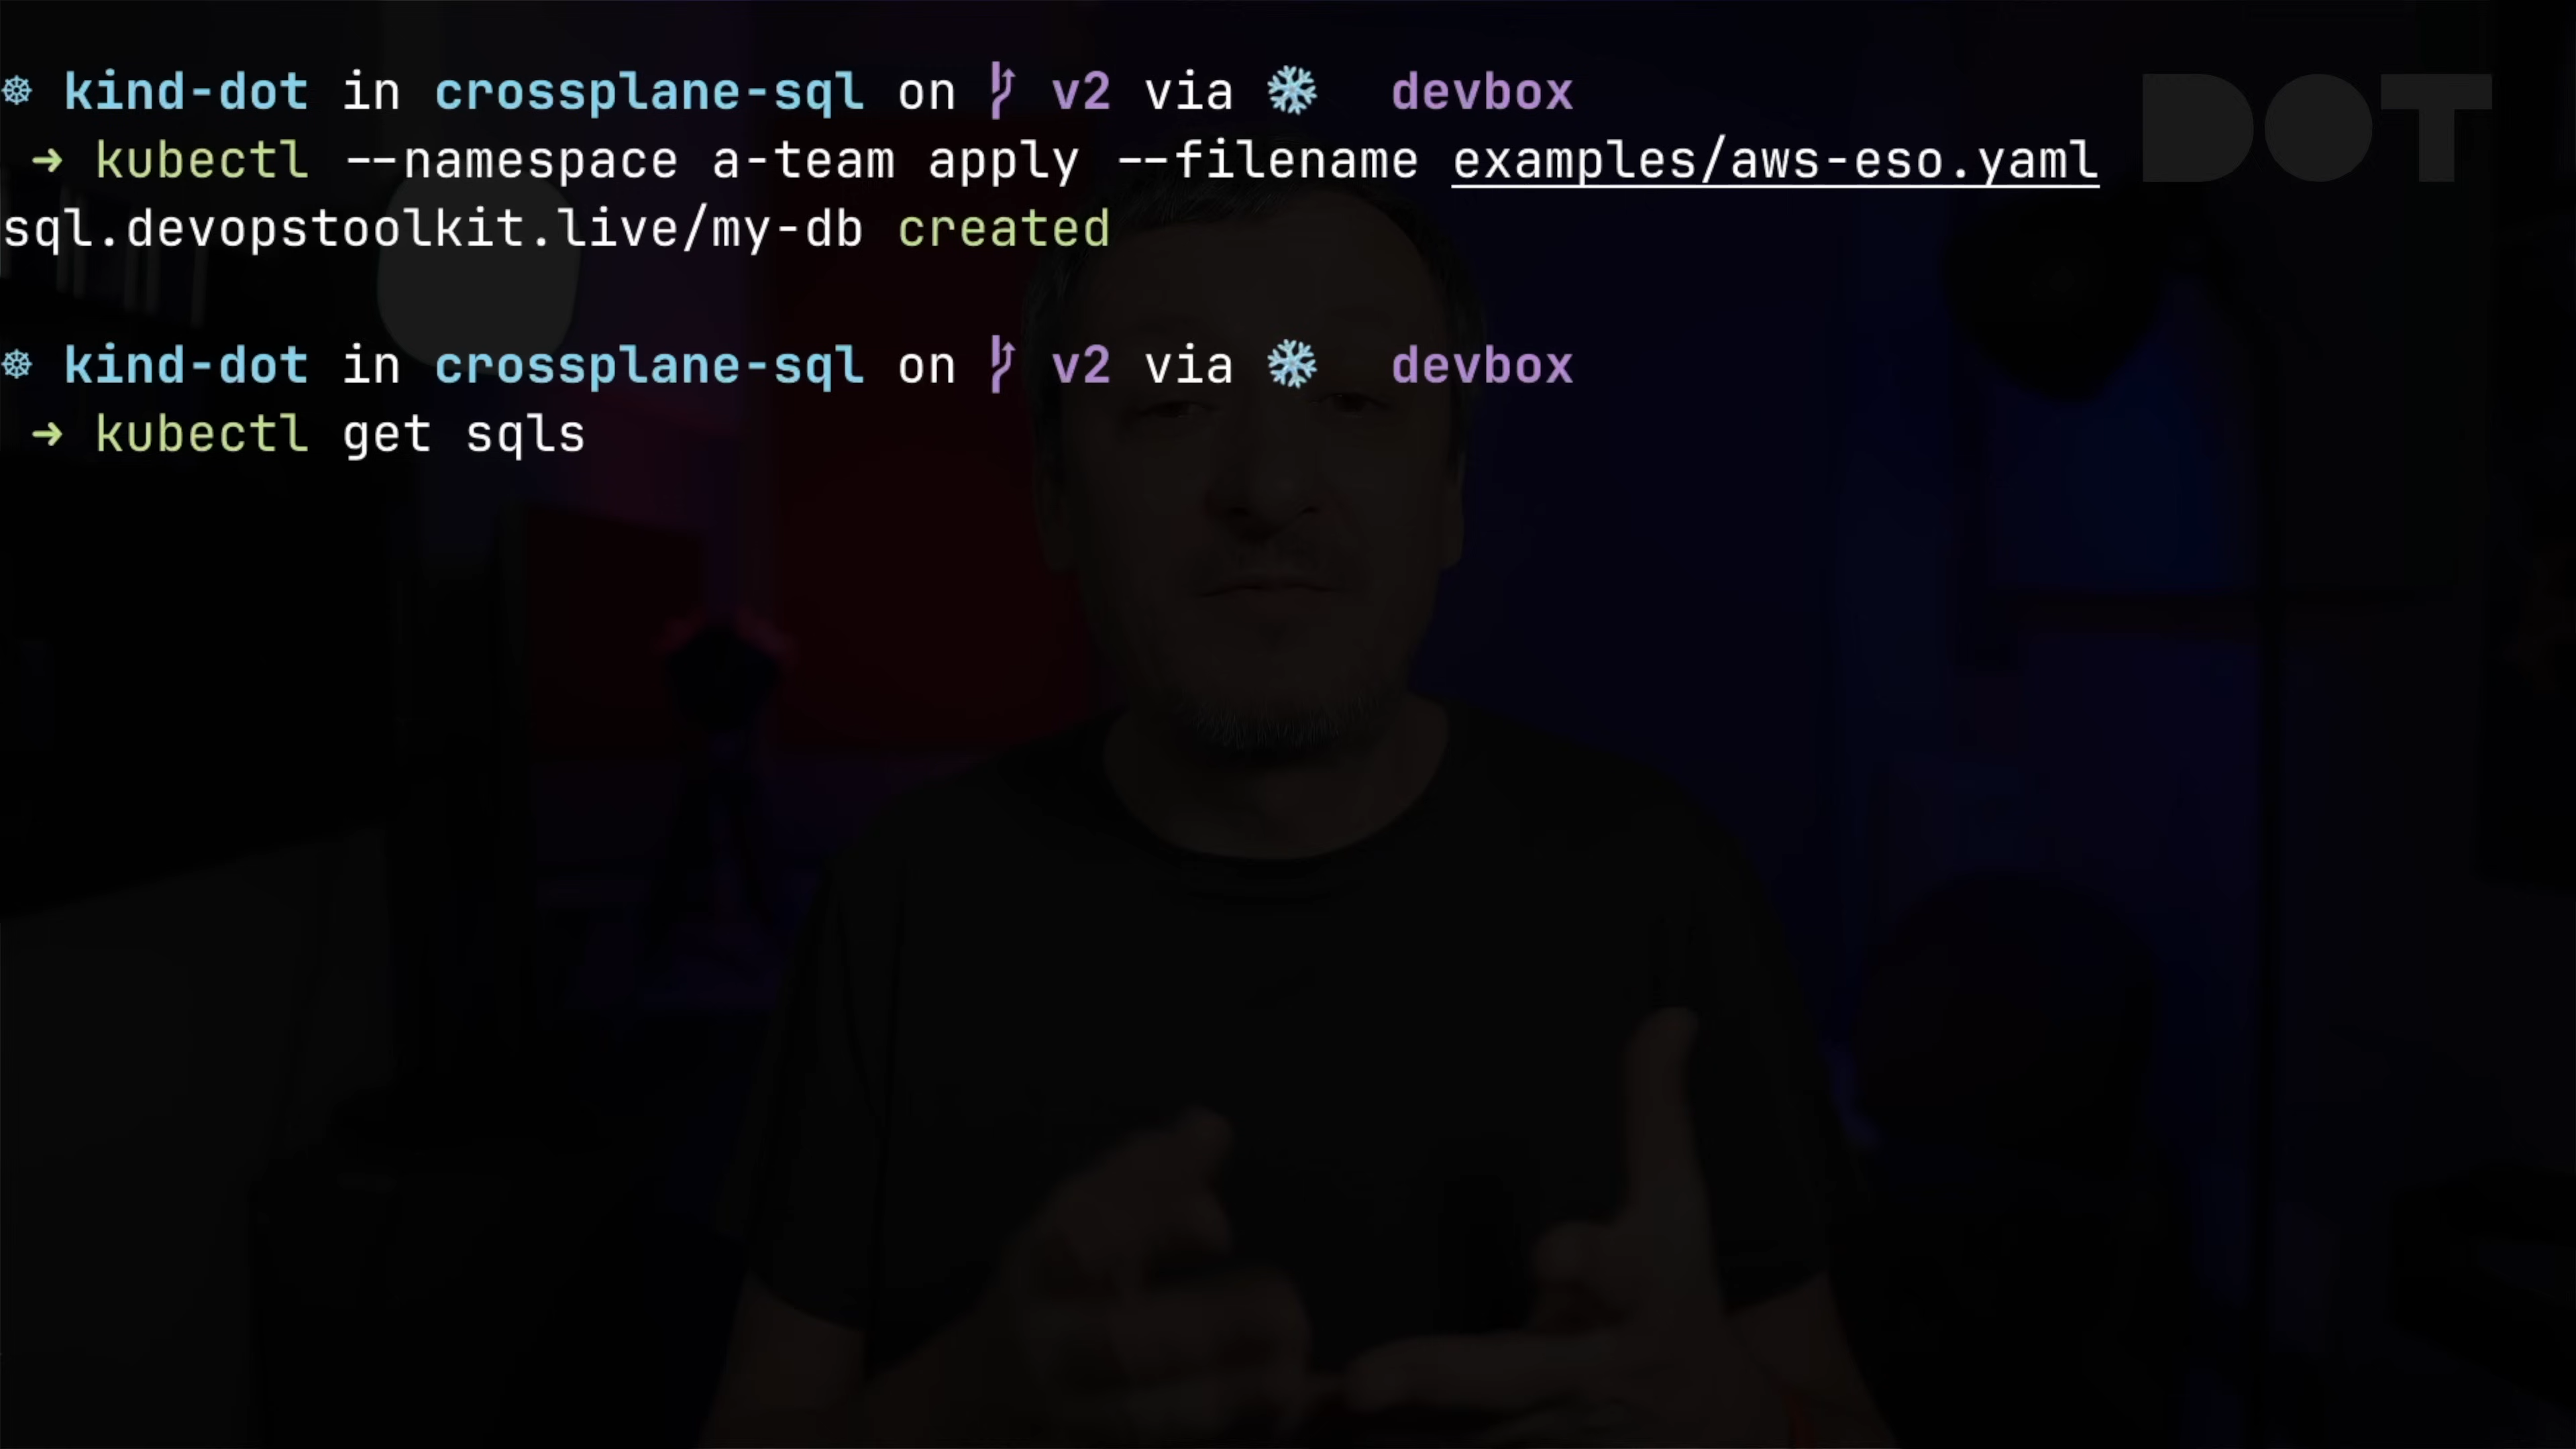 ☸ kind-dot in crossplane-sql on v2 via ❄ devbox
DOT
➜ kubectl --namespace a-team apply --filename examples/aws-eso.yaml
sql.devopstoolkit.live/my-db created
☸ kind-dot in crossplane-sql on v2 via ❄ devbox
➜ kubectl get sqls